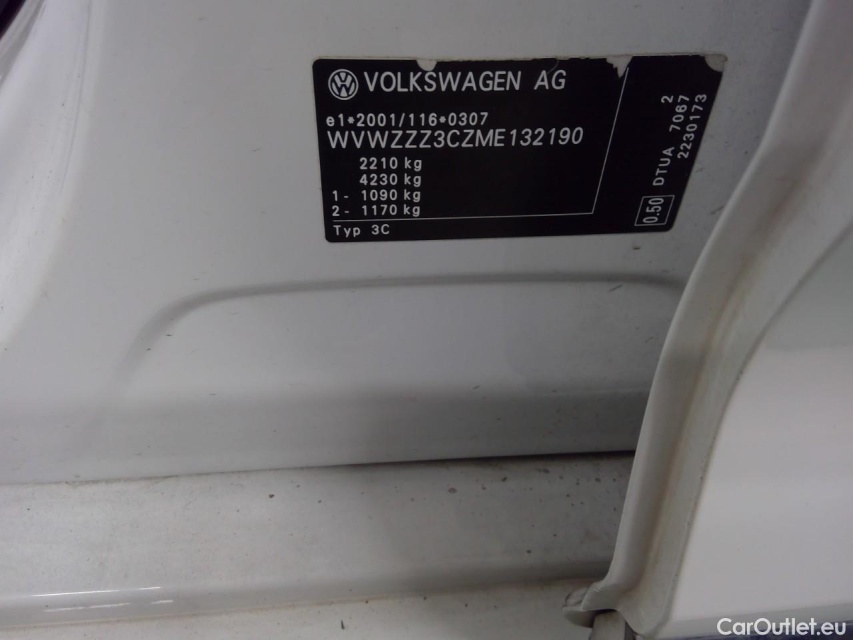 VOLKSWAGEN AG
e1*2001/116*0307
WVWZZZ3CZME132190
2210 kg
4230 kg
1- 1090 kg
2- 1170 kg
Typ 3C
0.50
DTUA 7067 2
2230173
CarOutlet.eu